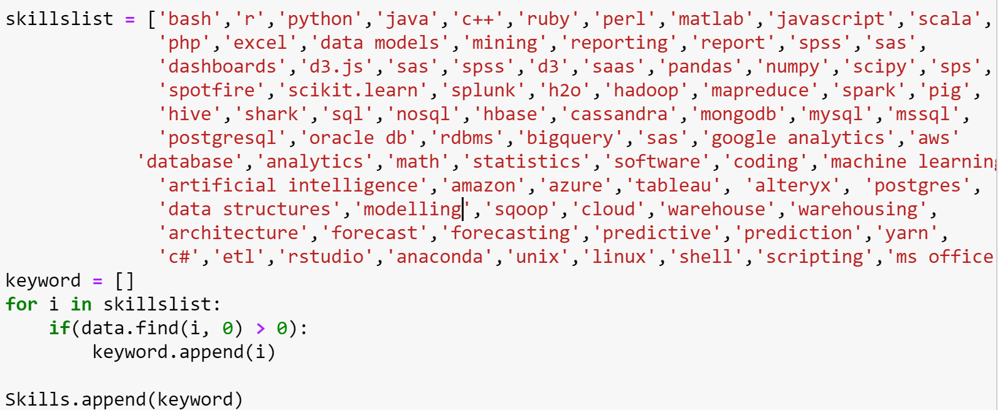 skillslist = ['bash','r','python','java','c++','ruby','perl','matlab','javascript','scala',
'php','excel','data models','mining','reporting','report','spss','sas',
'dashboards','d3.js','sas','spss','d3','saas','pandas','numpy','scipy','sps',
'spotfire','scikit.learn','splunk','h2o','hadoop','mapreduce','spark','pig',
'hive','shark','sql','nosql','hbase','cassandra','mongodb','mysql','mssql',
'postgresql','oracle db','rdbms','bigquery','sas','google analytics','aws'
'database','analytics','math','statistics','software','coding','machine learning
'artificial intelligence','amazon','azure','tableau', 'alteryx', 'postgres',
'data structures','modelling','sqoop','cloud','warehouse','warehousing',
'architecture','forecast','forecasting','predictive','prediction','yarn',
'c#','etl','rstudio','anaconda','unix','linux','shell','scripting','ms office
keyword = []
for i in skillslist:
    if(data.find(i, 0) > 0):
        keyword.append(i)
Skills.append(keyword)